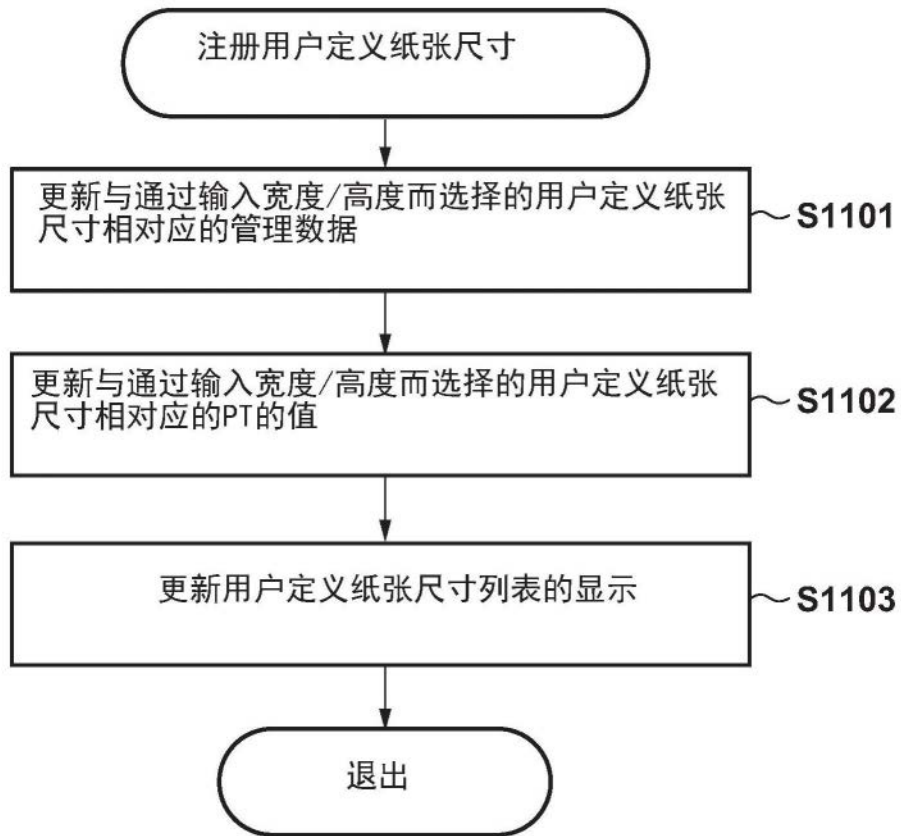 注册用户定义纸张尺寸
更新与通过输入宽度/高度而选择的用户定义纸张
尺寸相对应的管理数据
S1101
更新与通过输入宽度/高度而选择的用户定义纸张
尺寸相对应的PT的值
S1102
更新用户定义纸张尺寸列表的显示
S1103
退出